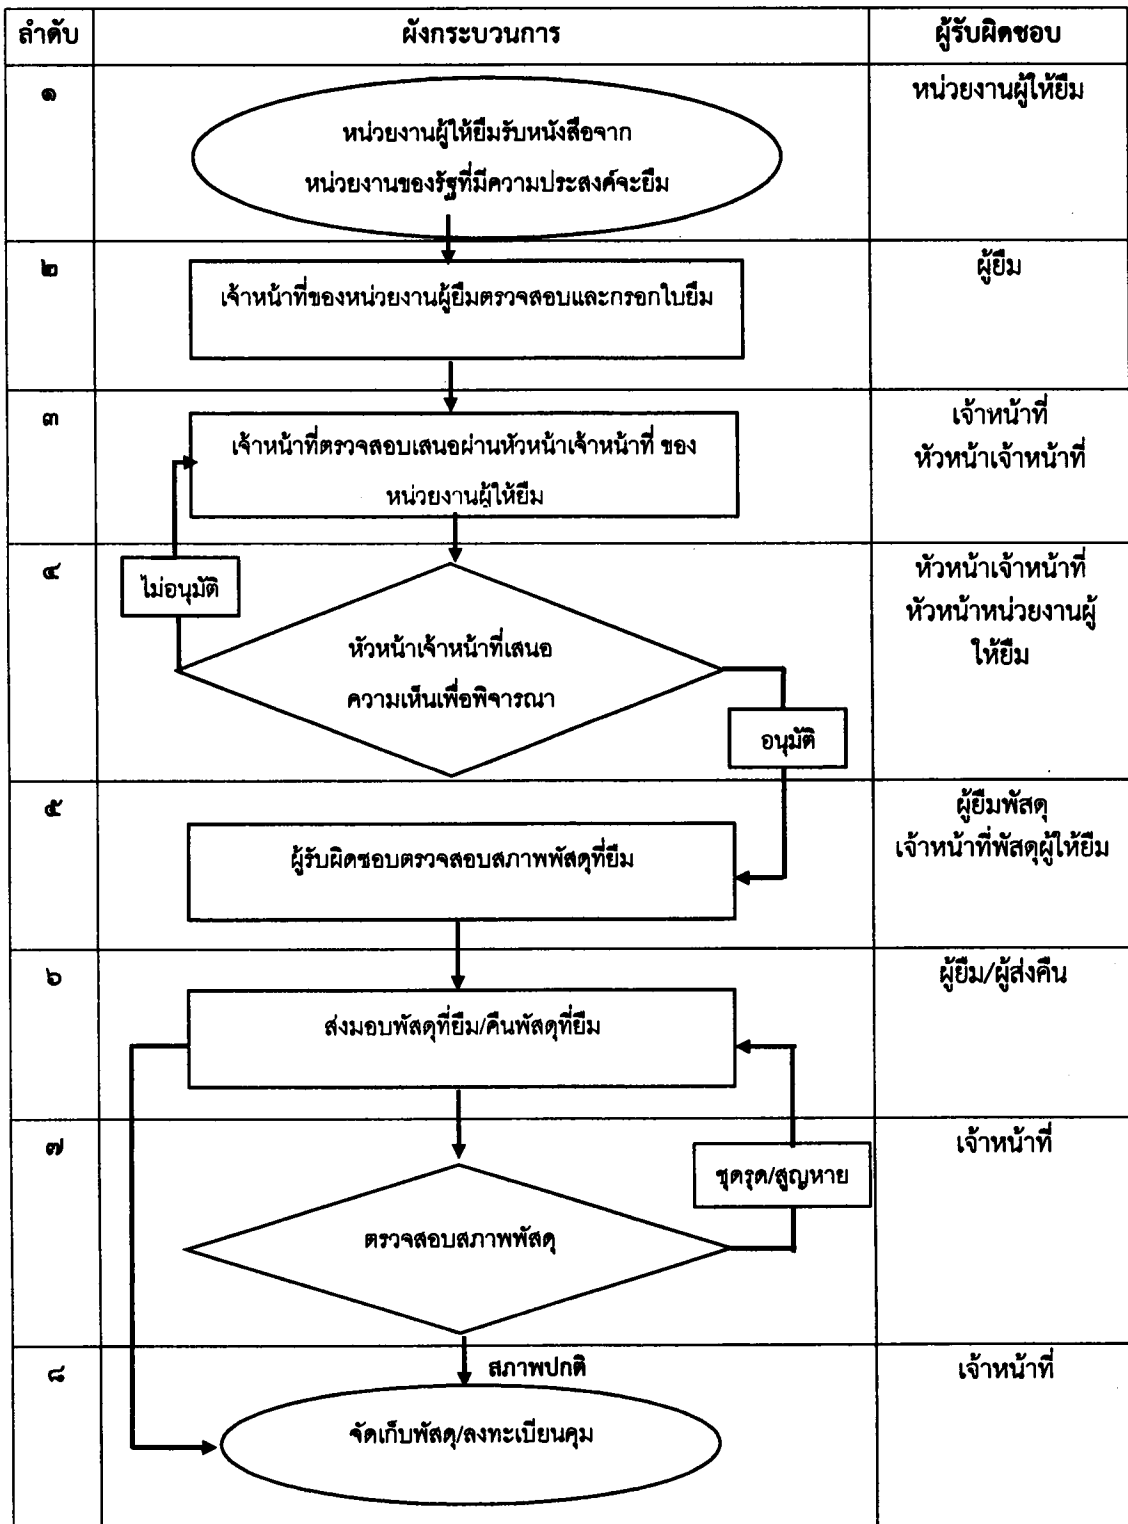 ลำดับ ผังกระบวนการ ผู้รับผิดชอบ
๑ หน่วยงานผู้ให้ยืม
หน่วยงานผู้ให้ยืมรับหนังสือจาก
หน่วยงานของรัฐที่มีความประสงค์จะยืม
๒ ผู้ยืม
เจ้าหน้าที่ของหน่วยงานผู้ยืมตรวจสอบและกรอกใบยืม
๓ เจ้าหน้าที่
หัวหน้าเจ้าหน้าที่
เจ้าหน้าที่ตรวจสอบเสนอผ่านหัวหน้าเจ้าหน้าที่ ของ
หน่วยงานผู้ให้ยืม
๔ หัวหน้าเจ้าหน้าที่
หัวหน้าหน่วยงานผู้
ให้ยืม
ไม่อนุมัติ
หัวหน้าเจ้าหน้าที่เสนอ
ความเห็นเพื่อพิจารณา
อนุมัติ
๕ ผู้ยืมพัสดุ
เจ้าหน้าที่พัสดุผู้ให้ยืม
ผู้รับผิดชอบตรวจสอบสภาพพัสดุที่ยืม
๖ ผู้ยืม/ผู้ส่งคืน
ส่งมอบพัสดุที่ยืม/คืนพัสดุที่ยืม
๗ เจ้าหน้าที่
ชุดรุด/สูญหาย
ตรวจสอบสภาพพัสดุ
๘ สภาพปกติ เจ้าหน้าที่
จัดเก็บพัสดุ/ลงทะเบียนคุม